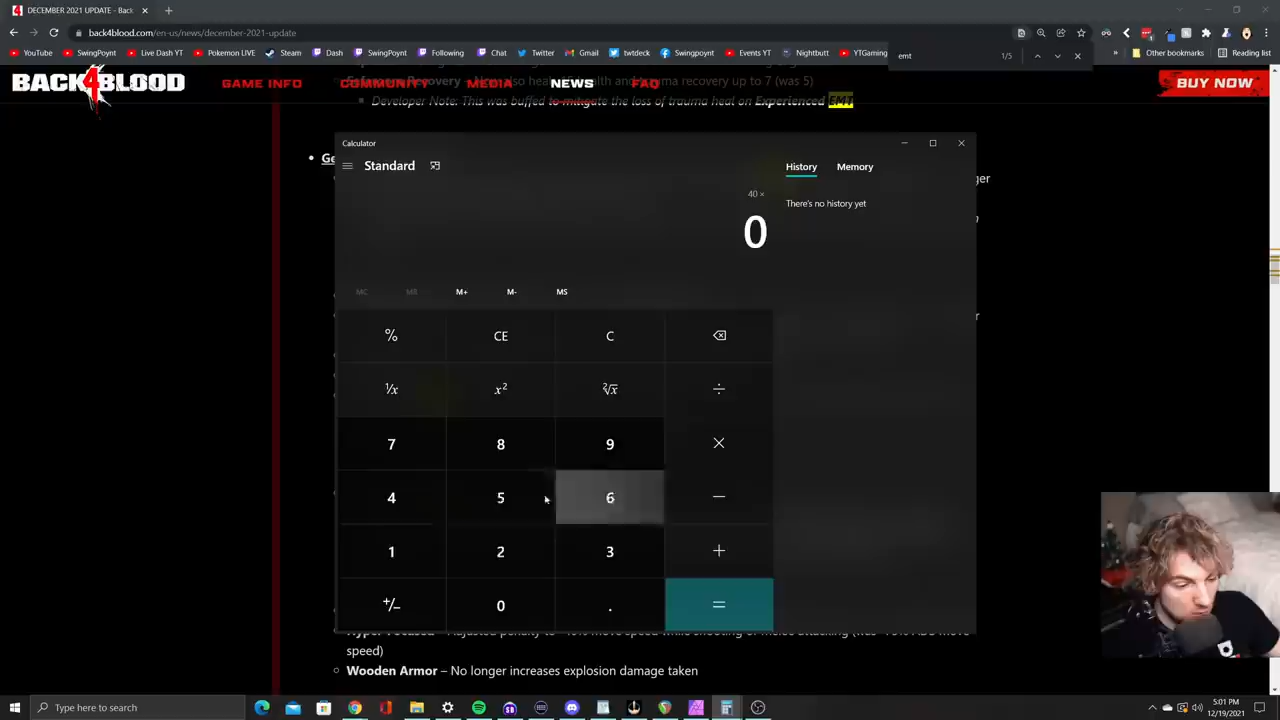 DECEMBER 2021 UPDATE - Back
back4blood.com/en-us/news/december-2021-update
YouTube SwingPoynt Live Dash YT Pokemon LIVE Steam Dash SwingPoynt Following Chat Twitter Gmail twtdeck Swingpoynt Events YT Nightbutt YTGaming Other bookmarks Reading list
emt 1/5
BACK4BLOOD GAME INFO COMMUNITY MEDIA NEWS FAQ BUY NOW
Developer Note: This was buffed to mitigate the loss of trauma heal on Experienced EMT
Calculator
Standard
History Memory
40 ×
There's no history yet
0
MC MR M+ M- MS
% CE C
⅟x x² ²√x ÷
7 8 9 ×
4 5 6 −
1 2 3 +
+/− 0 . =
speed)
Wooden Armor – No longer increases explosion damage taken
Type here to search
5:01 PM
12/19/2021